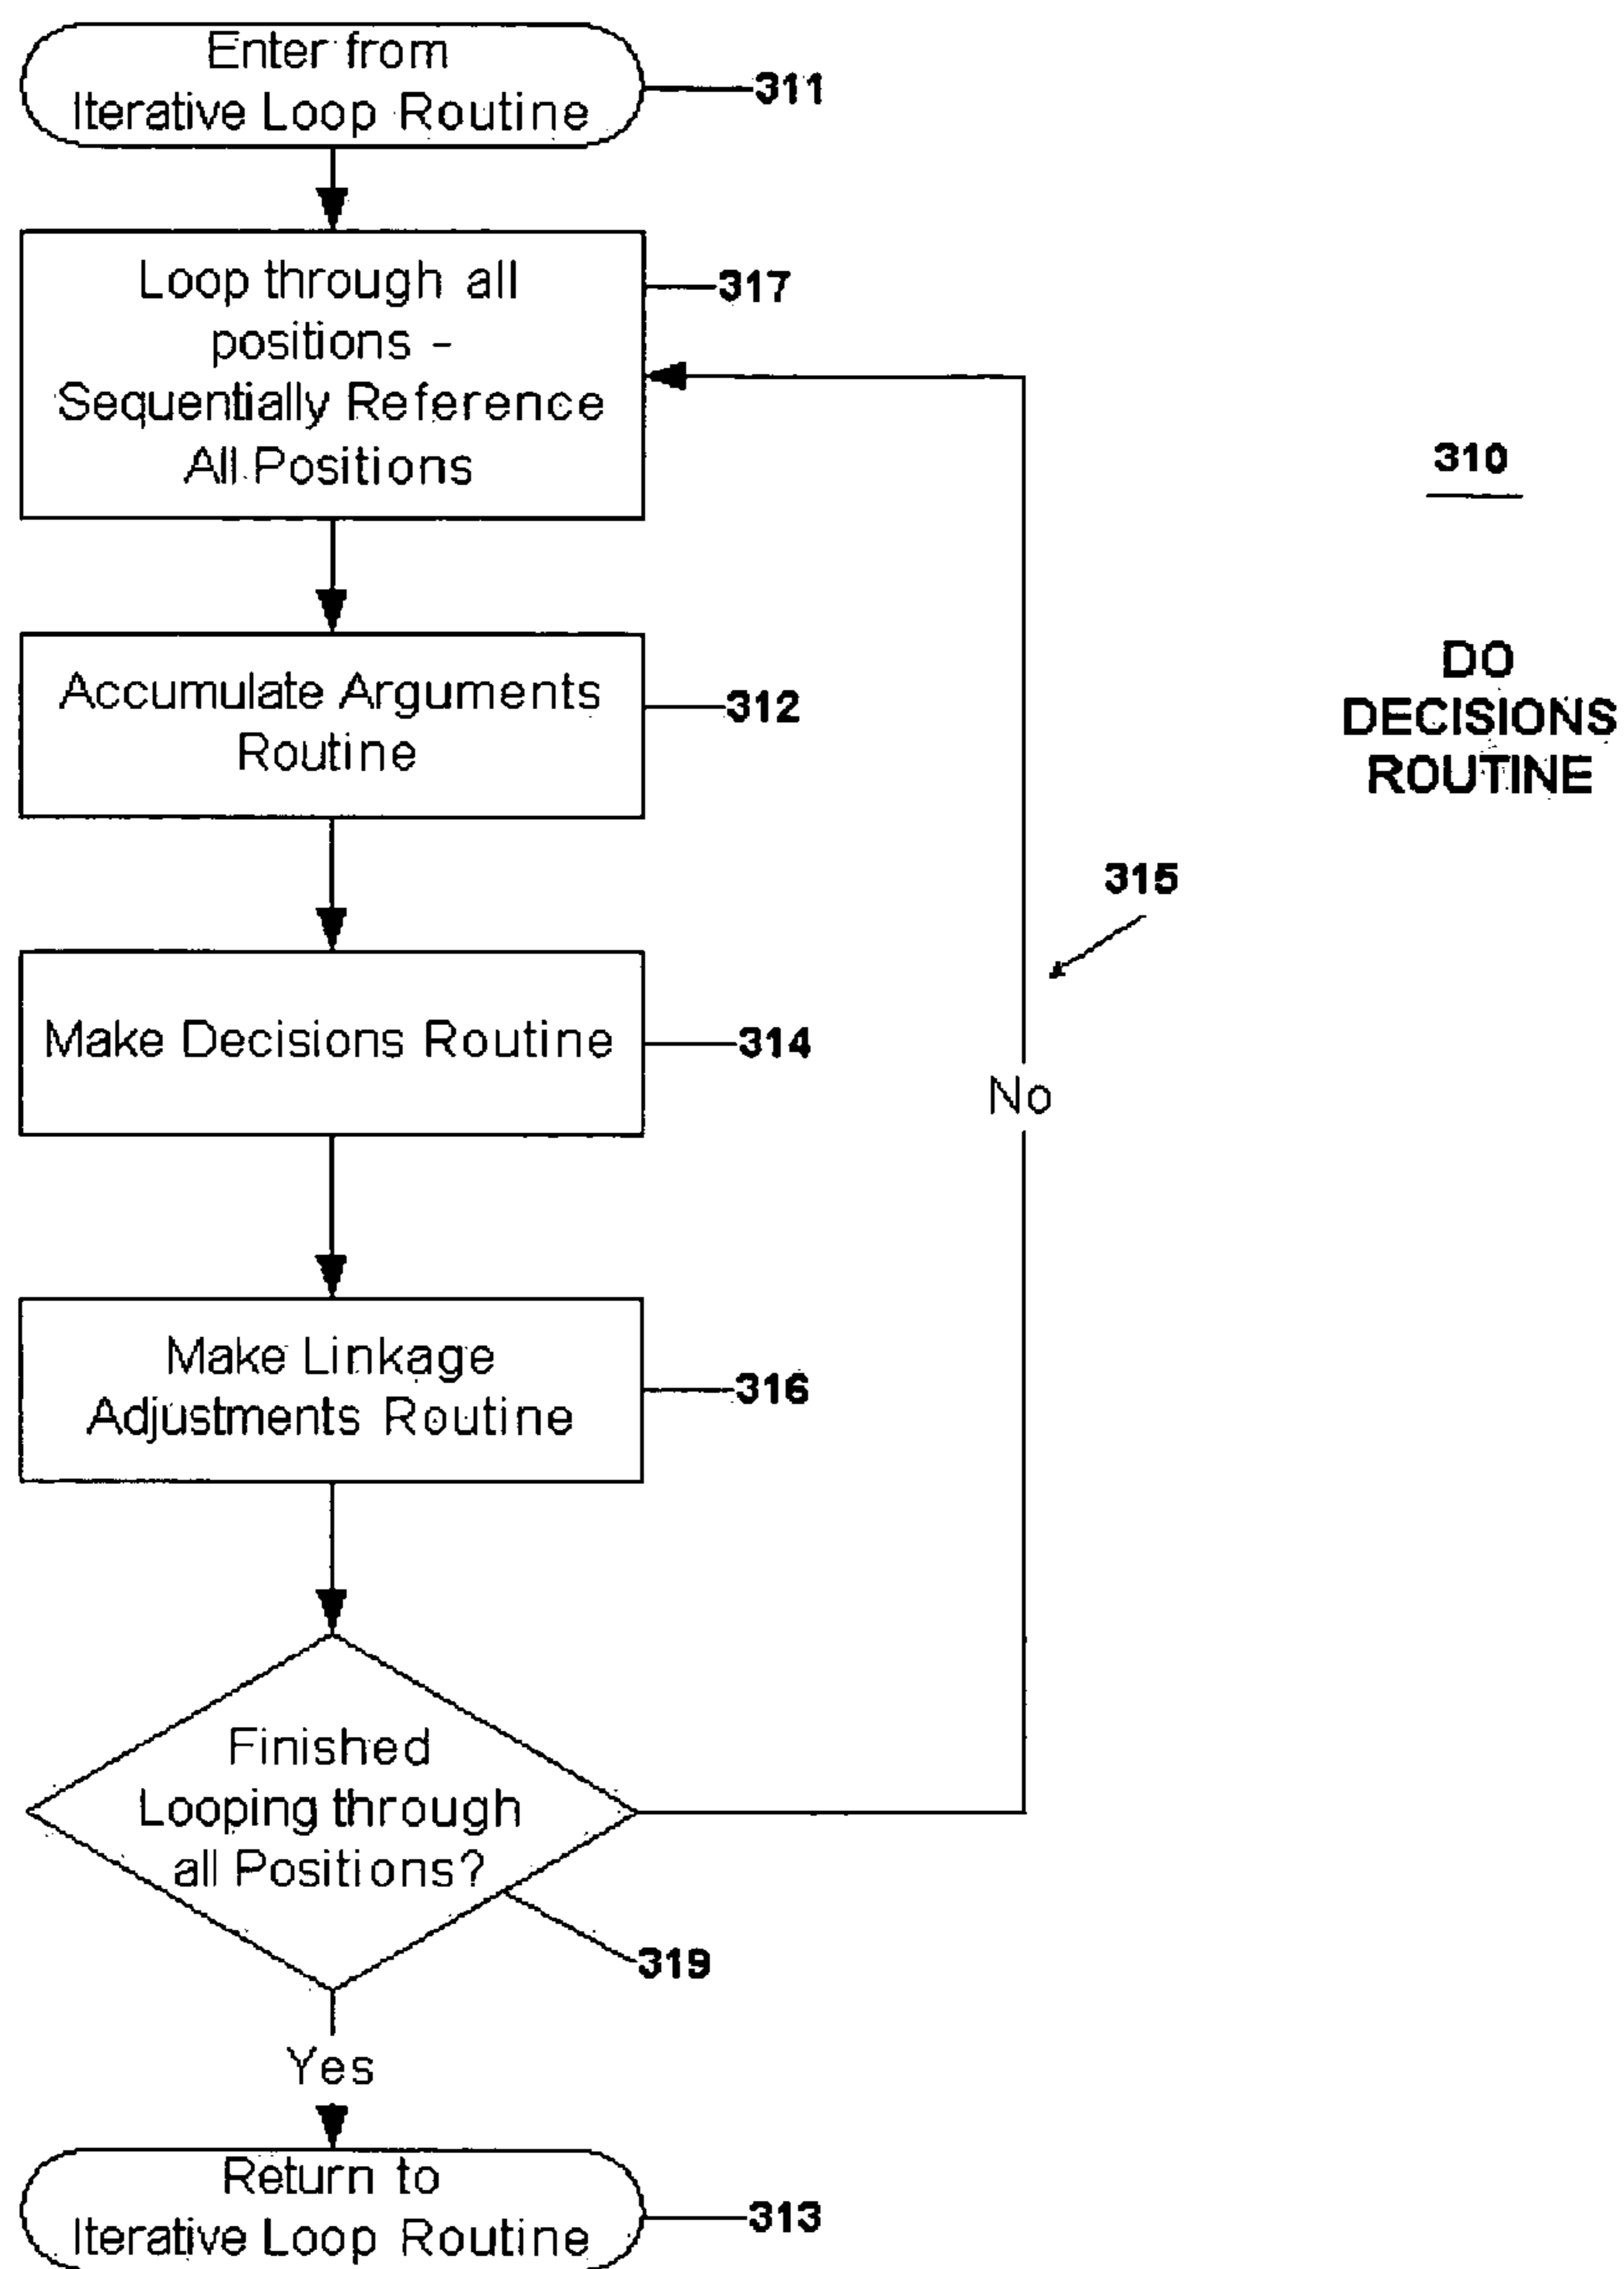 Enter from
Iterative Loop Routine
311
Loop through all
positions -
Sequentially Reference
All Positions
317
310
DO
DECISIONS
ROUTINE
Accumulate Arguments
Routine
312
315
Make Decisions Routine
314
No
Make Linkage
Adjustments Routine
316
Finished
Looping through
all Positions?
319
Yes
Return to
Iterative Loop Routine
313